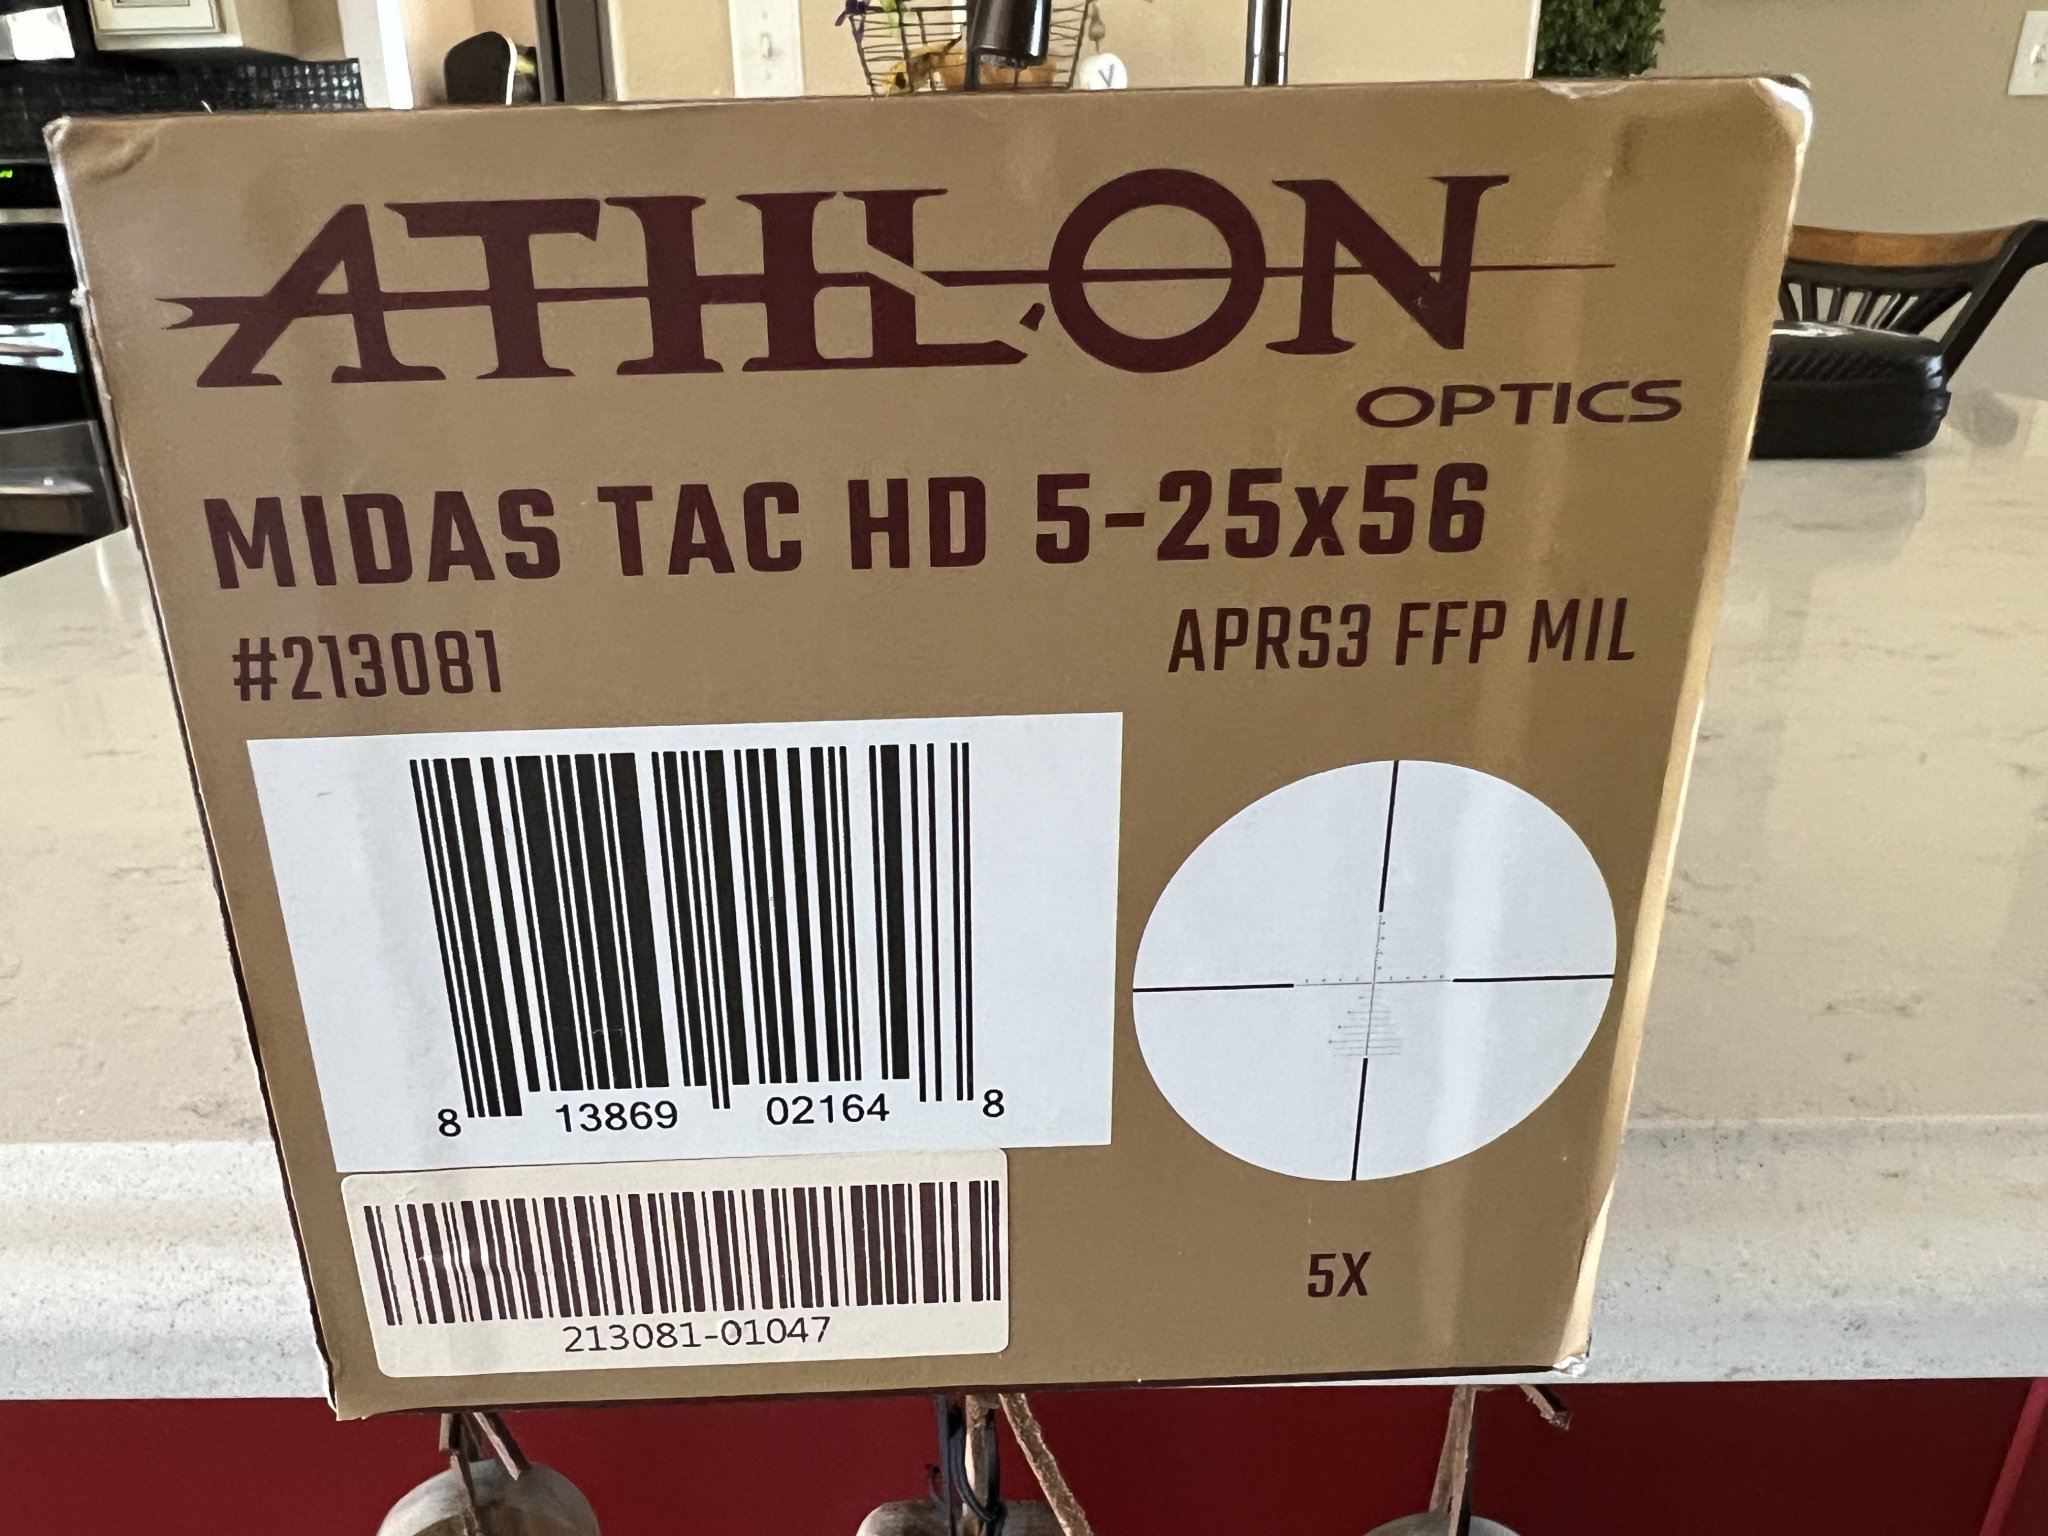 ATHLON
OPTICS
MIDAS TAC HD 5-25x56
#213081
APRS3 FFP MIL
8 13869 02164 8
213081-01047
5X
V